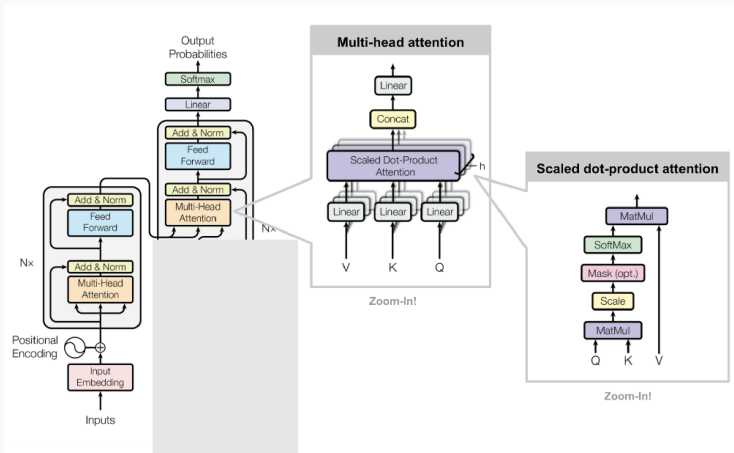 Output
Probabilities
Softmax
Linear
Add & Norm
Feed
Forward
Add & Norm
Multi-Head
Attention
Nx
Add & Norm
Feed
Forward
Nx
Add & Norm
Multi-Head
Attention
Positional
Encoding
Input
Embedding
Inputs
Multi-head attention
Linear
Concat
Scaled Dot-Product
Attention
h
Linear
Linear
Linear
V
K
Q
Zoom-In!
Scaled dot-product attention
MatMul
SoftMax
Mask (opt.)
Scale
MatMul
Q
K
V
Zoom-In!